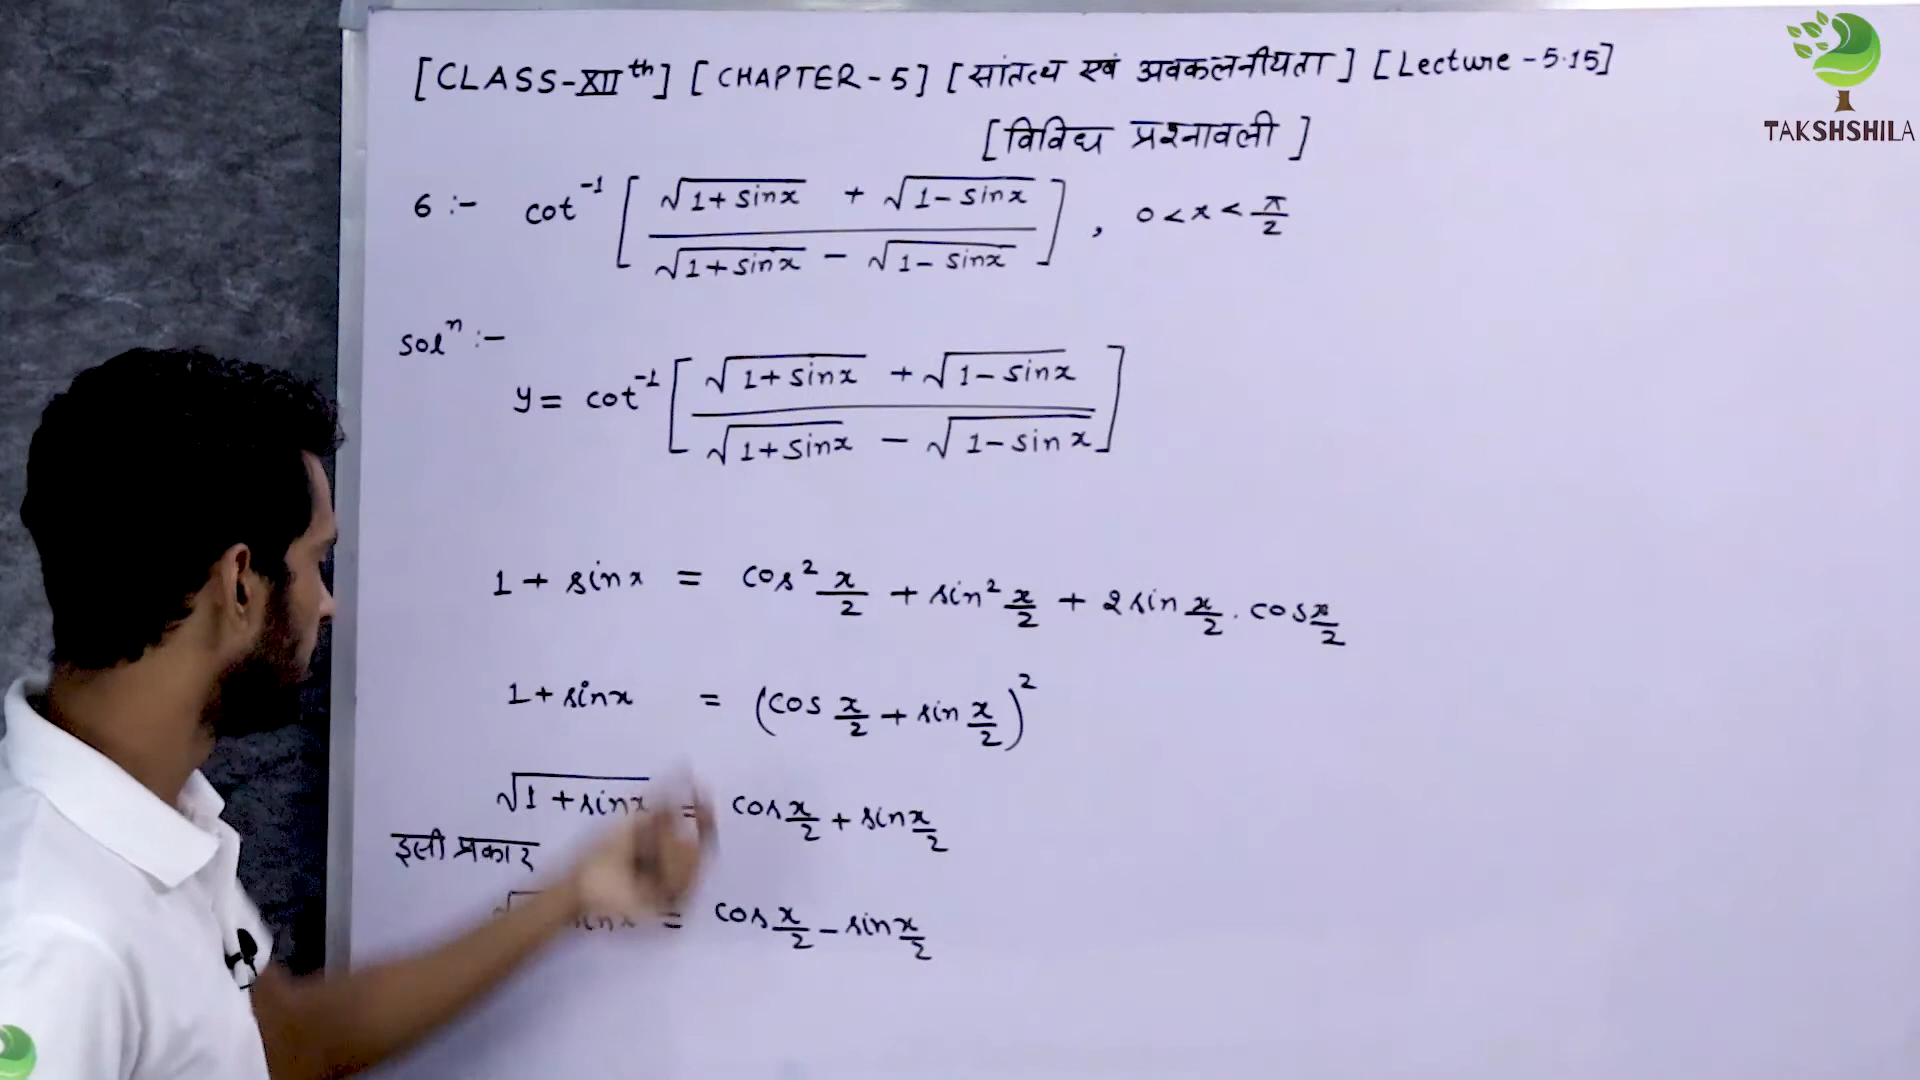 [CLASS-XIIth] [CHAPTER-5] [सांतत्य एवं अवकलनीयता] [Lecture-5.15]
[विविध प्रश्नावली]
TAKSHSHILA
6 :- cot⁻¹ [ (√(1+sinx) + √(1-sinx)) / (√(1+sinx) - √(1-sinx)) ], 0<x<π/2
Solⁿ :-
y = cot⁻¹ [ (√(1+sinx) + √(1-sinx)) / (√(1+sinx) - √(1-sinx)) ]
1 + sinx = cos² x/2 + sin² x/2 + 2 sin x/2 . cos x/2
1 + sinx = (cos x/2 + sin x/2)²
√(1+sinx) = cos x/2 + sin x/2
इसी प्रकार
= cos x/2 - sin x/2